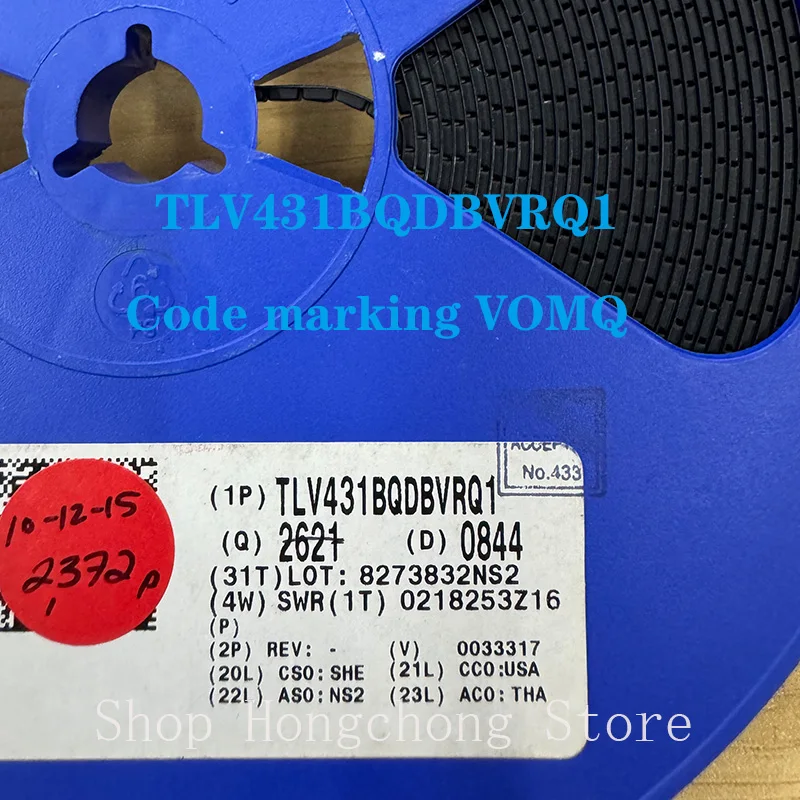 TLV431BQDBVRQ1
Code marking VOMQ
No.433
(1P) TLV431BQDBVRQ1
(Q) 2621 (D) 0844
(31T)LOT: 8273832NS2
(4W) SWR(1T) 0218253Z16
(P)
(2P) REV: - (V) 0033317
(20L) CSO:SHE (21L) CCO:USA
(22L) ASO:NS2 (23L) ACO:THA
10-12-15
2372
P
Shop Hongchong Store